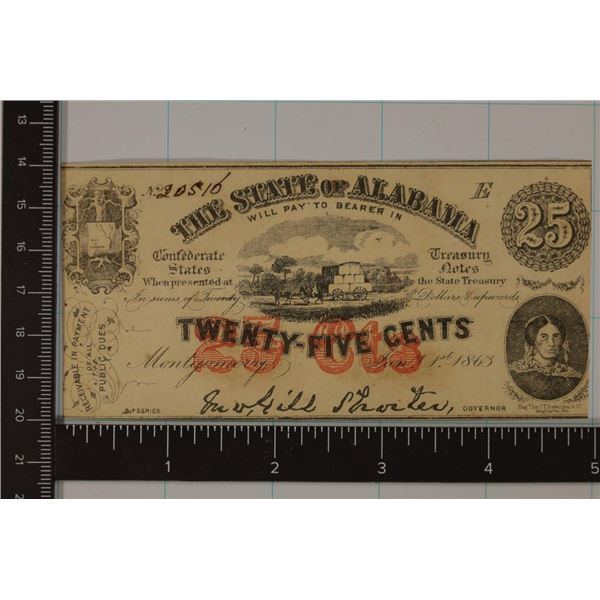 No. 20516
E
THE STATE OF ALABAMA
WILL PAY TO BEARER IN
25
Confederate States
Treasury Notes
When presented at
the State Treasury
In sums of Twenty
Dollars & upwards
25 CTS
TWENTY-FIVE CENTS
Montgomery
Jan. 1st 1863
RECEIVABLE IN PAYMENT
OF ALL
PUBLIC DUES
3rd SERIES.
Jno. Gill Shorter,
GOVERNOR
13
14
15
16
17
18
19
20
21
1
2
3
4
5